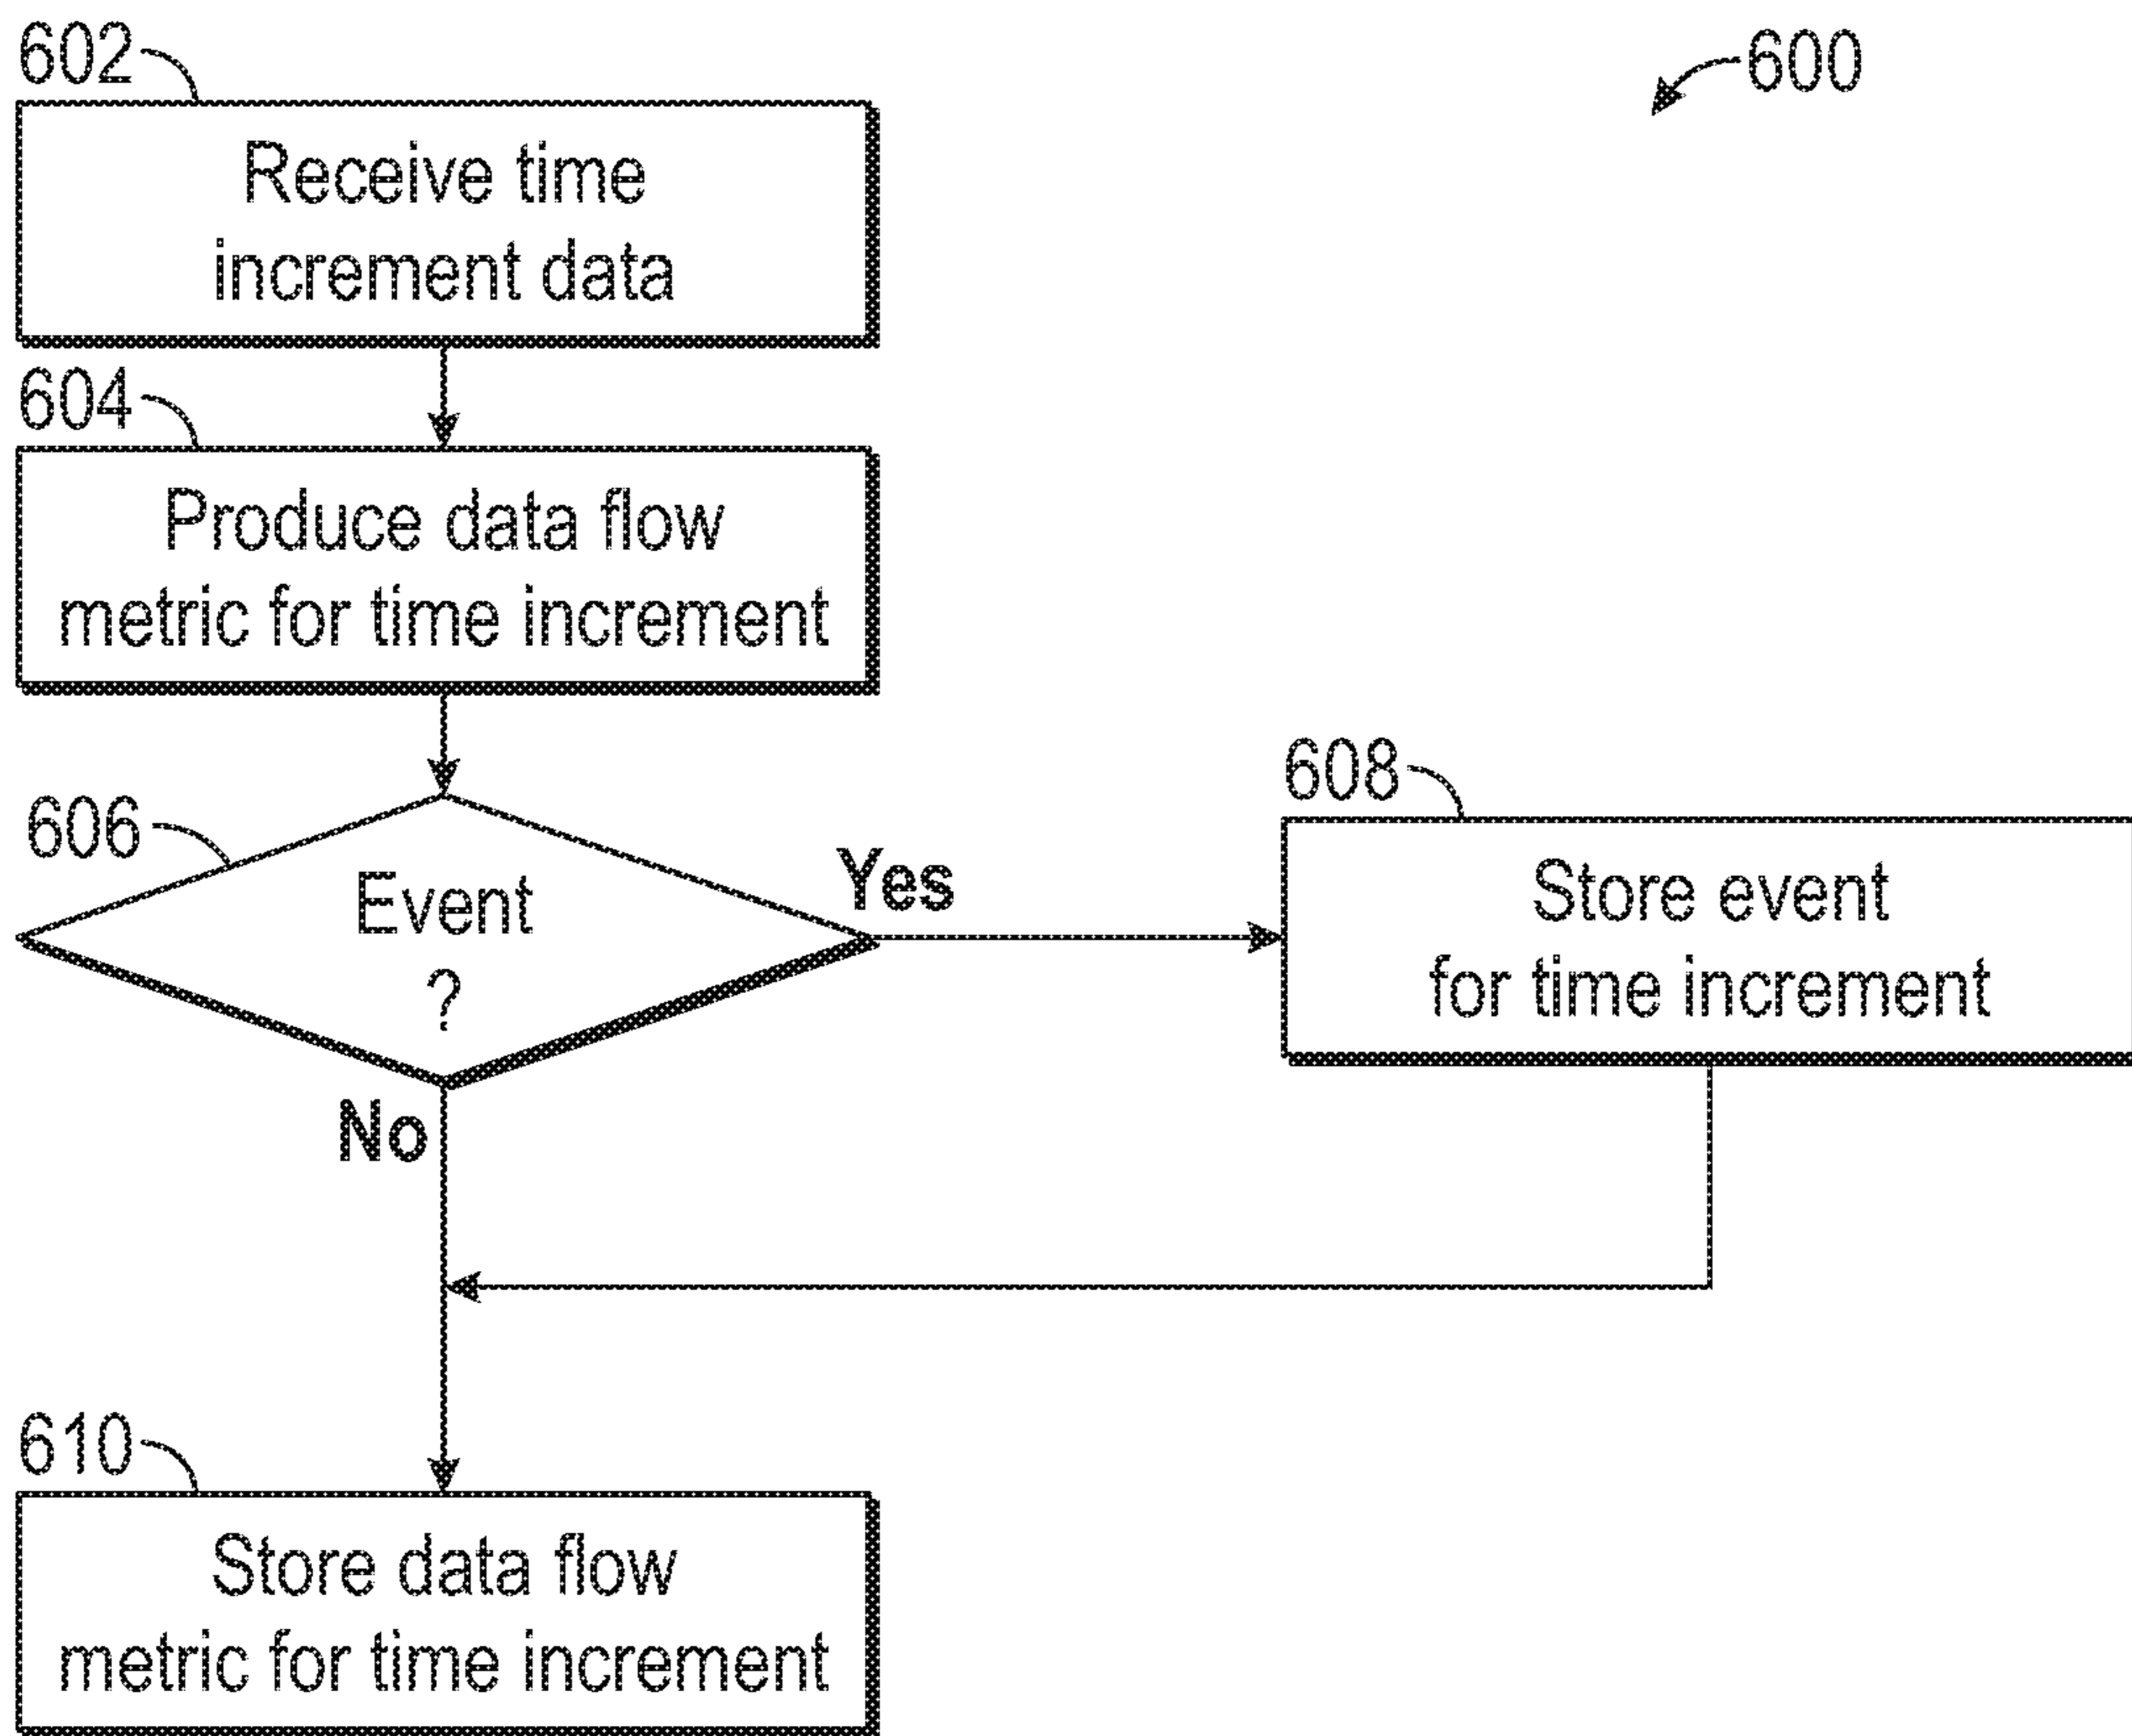 602
600
Receive time
increment data
604
Produce data flow
metric for time increment
606
Event
?
Yes
608
Store event
for time increment
No
610
Store data flow
metric for time increment